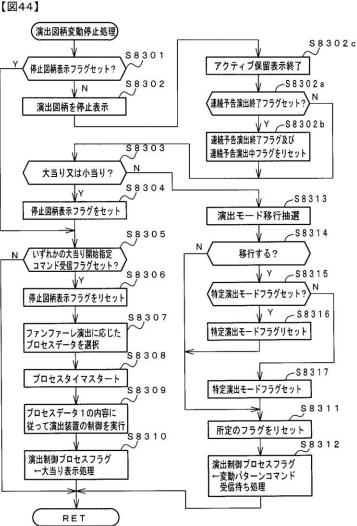 【図44】
演出図柄変動停止処理
S8301
停止図柄表示フラグセット?
Y
N
S8302
演出図柄を停止表示
S8302c
アクティブ保留表示終了
S8302a
連続予告演出終了フラグセット?
N
Y
S8302b
連続予告演出終了フラグ及び
連続予告演出中フラグをリセット
S8303
大当り又は小当り?
N
Y
S8304
停止図柄表示フラグをセット
S8305
いずれかの大当り開始指定
コマンド受信フラグセット?
N
Y
S8306
停止図柄表示フラグをリセット
S8307
ファンファーレ演出に応じた
プロセスデータを選択
S8308
プロセスタイマスタート
S8309
プロセスデータ1の内容に
従って演出装置の制御を実行
S8310
演出制御プロセスフラグ
←大当り表示処理
S8313
演出モード移行抽選
S8314
移行する?
N
Y
S8315
特定演出モードフラグセット?
N
Y
S8316
特定演出モードフラグリセット
S8317
特定演出モードフラグセット
S8311
所定のフラグをリセット
S8312
演出制御プロセスフラグ
←変動パターンコマンド
受信待ち処理
RET